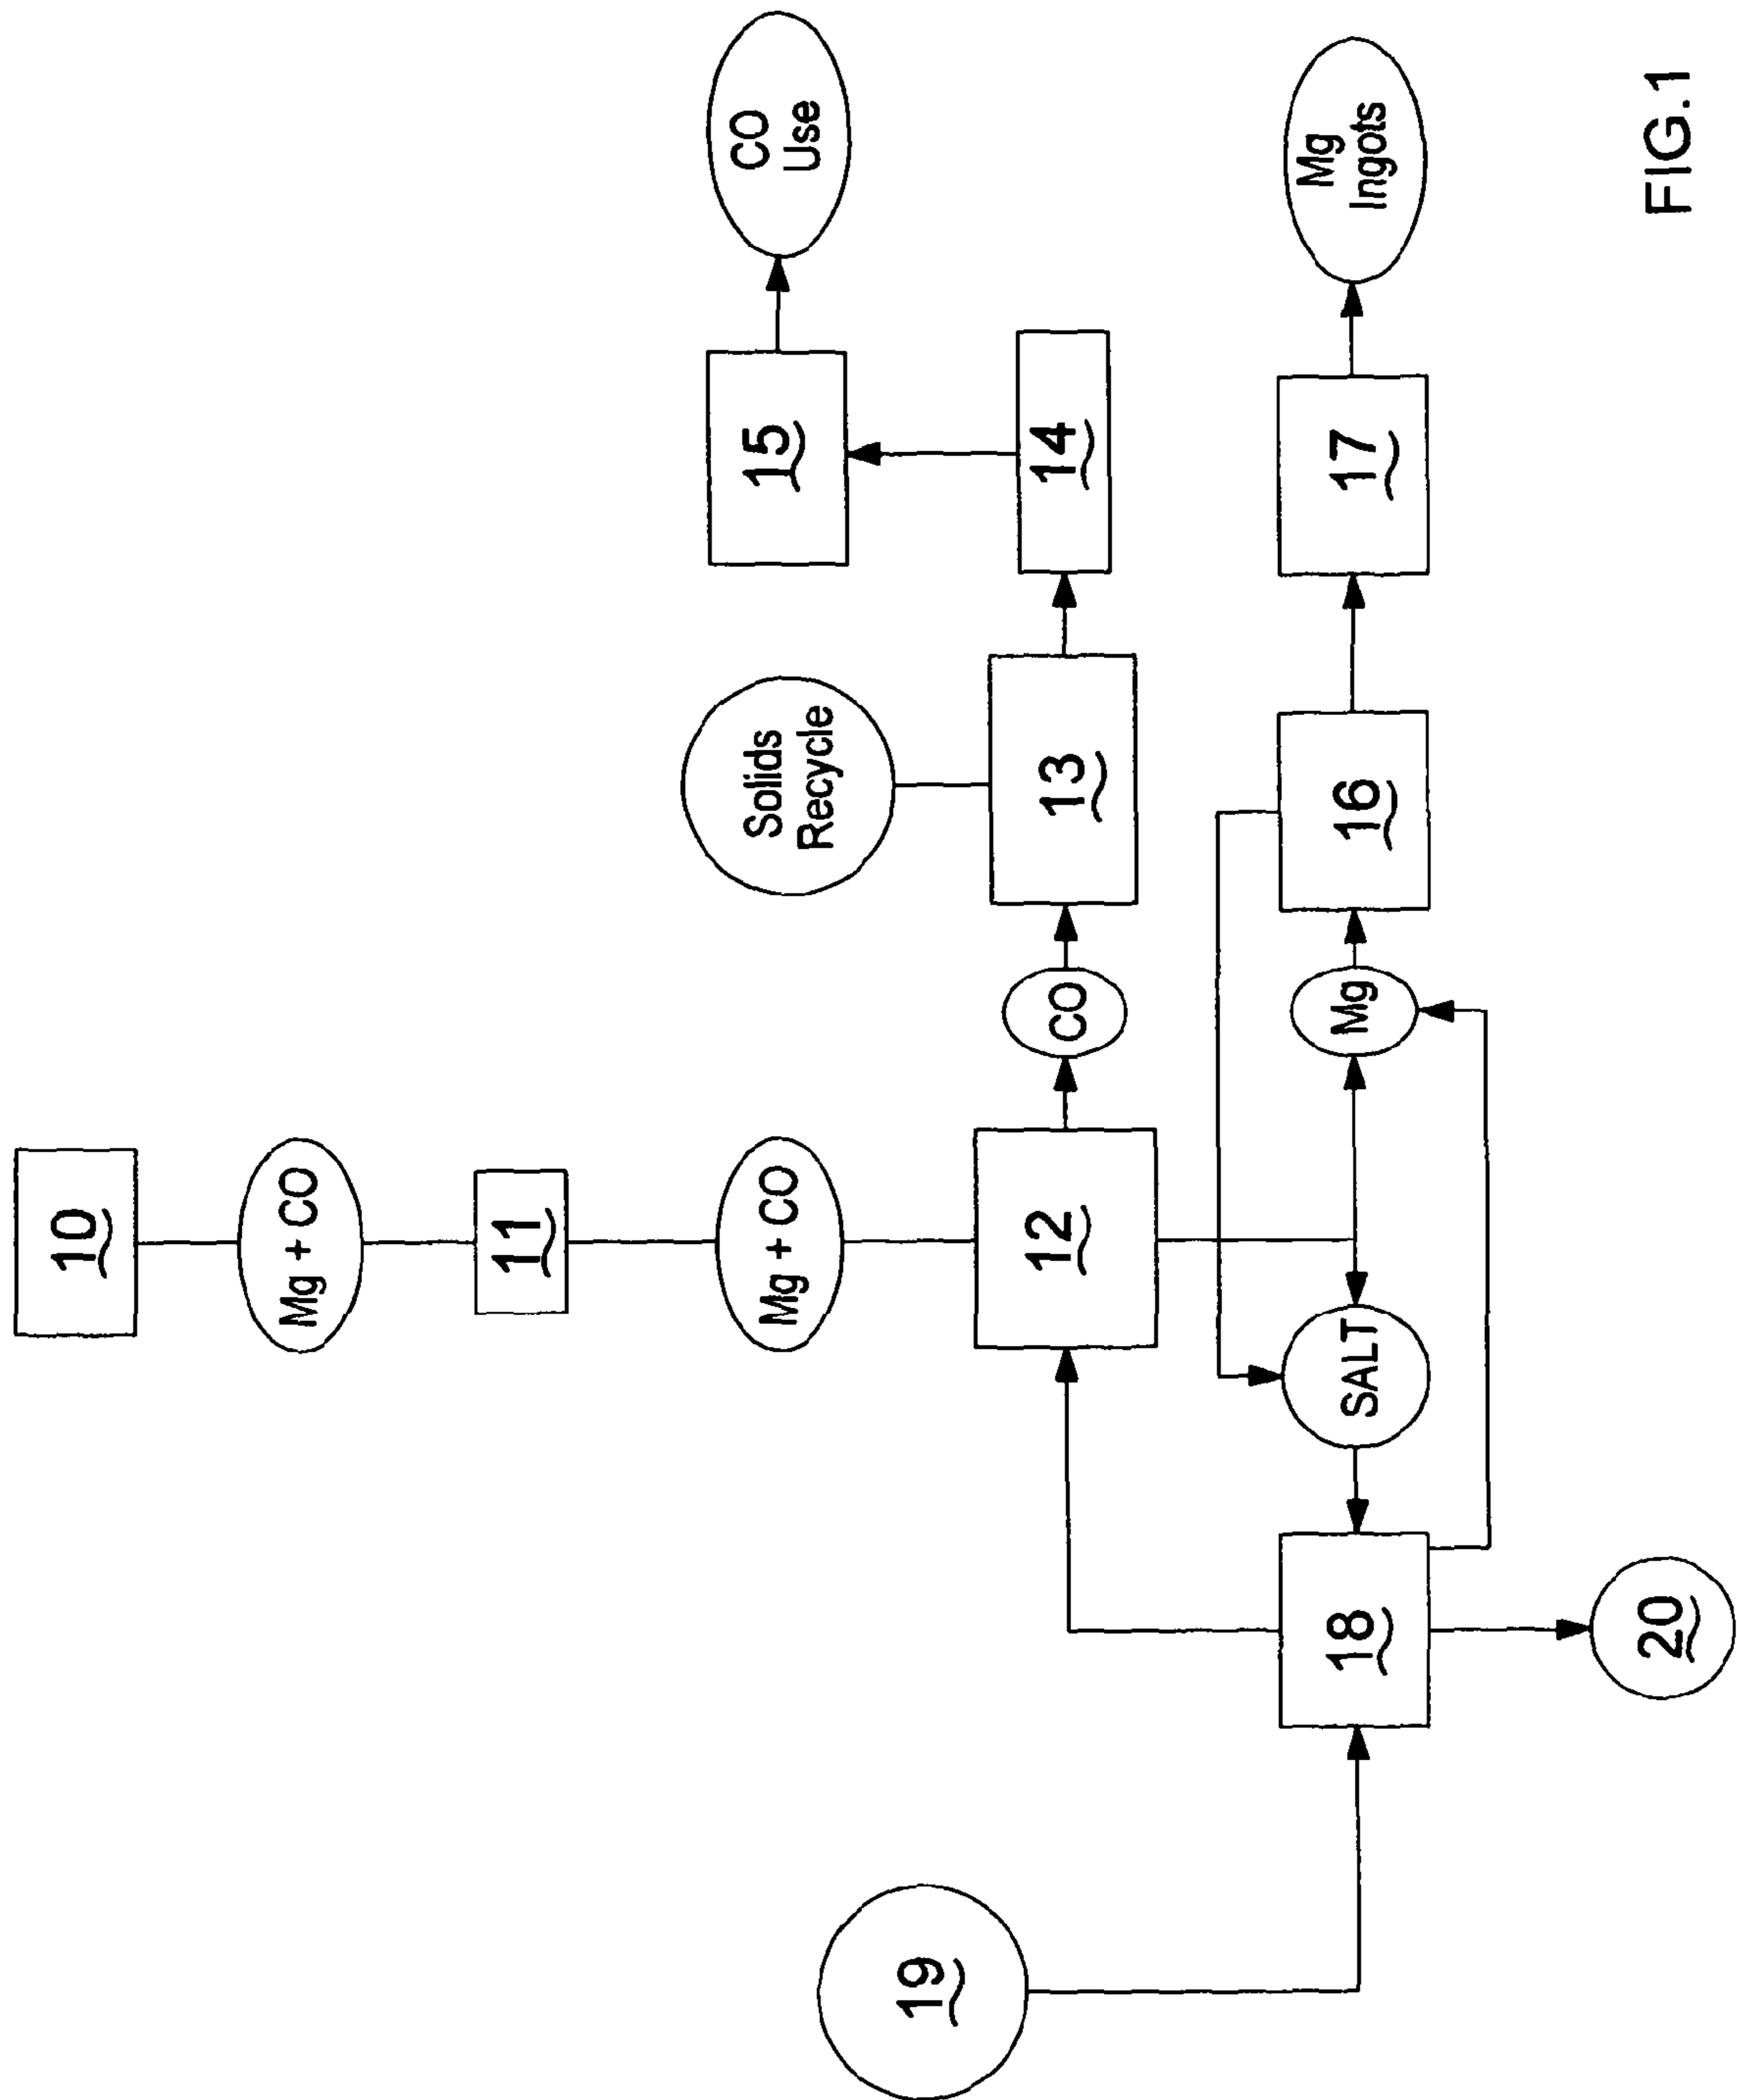 10
Mg + CO
11
Mg + CO
Solids
Recycle
15
CO
Use
19
12
CO
13
14
18
SALT
Mg
16
17
Mg
Ingots
20
FIG.1